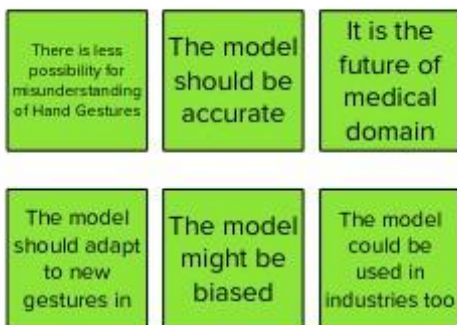 There is less
possibility for
misunderstanding
of Hand Gestures
The model
should be
accurate
It is the
future of
medical
domain
The model
should adapt
to new
gestures in
The model
might be
biased
The model
could be
used in
industries too